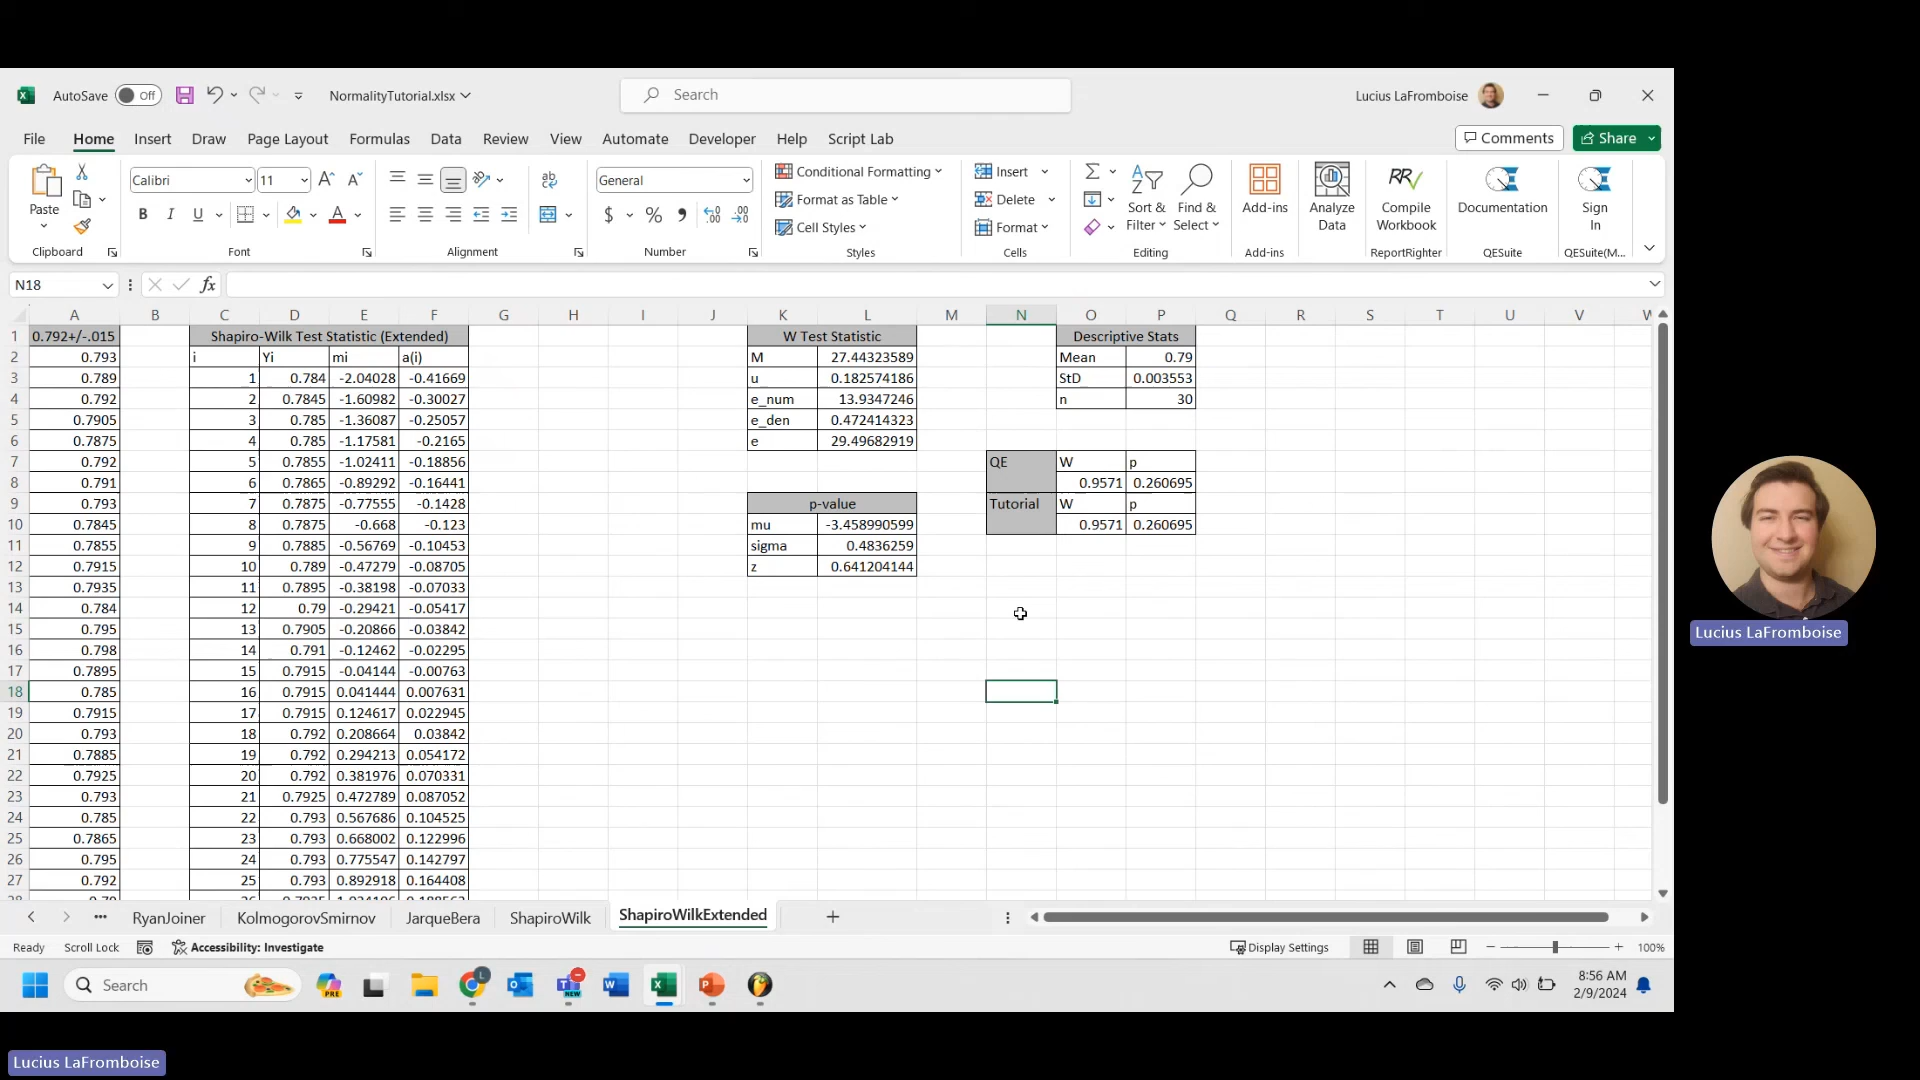 AutoSave Off NormalityTutorial.xlsx Search Lucius LaFromboise
File Home Insert Draw Page Layout Formulas Data Review View Automate Developer Help Script Lab Comments Share
Paste Calibri 11 General Conditional Formatting Format as Table Cell Styles Insert Delete Format Sort & Filter Find & Select Add-ins Analyze Data Compile Workbook Documentation Sign In
Clipboard Font Alignment Number Styles Cells Editing Add-ins ReportRighter QESuite QESuite(M...
N18 fx
A B C D E F G H I J K L M N O P Q R S T U V W
1 0.792+/-.015 Shapiro-Wilk Test Statistic (Extended) W Test Statistic Descriptive Stats
2 0.793 i Yi mi a(i) M 27.44323589 Mean 0.79
3 0.789 1 0.784 -2.04028 -0.41669 u 0.182574186 StD 0.003553
4 0.792 2 0.7845 -1.60982 -0.30027 e_num 13.9347246 n 30
5 0.7905 3 0.785 -1.36087 -0.25057 e_den 0.472414323
6 0.7875 4 0.785 -1.17581 -0.2165 e 29.49682919
7 0.792 5 0.7855 -1.02411 -0.18856 QE W p
8 0.791 6 0.7865 -0.89292 -0.16441 0.9571 0.260695
9 0.793 7 0.7875 -0.77555 -0.1428 p-value Tutorial W p
10 0.7845 8 0.7875 -0.668 -0.123 mu -3.458990599 0.9571 0.260695
11 0.7855 9 0.7885 -0.56769 -0.10453 sigma 0.4836259
12 0.7915 10 0.789 -0.47279 -0.08705 z 0.641204144
13 0.7935 11 0.7895 -0.38198 -0.07033
14 0.784 12 0.79 -0.29421 -0.05417
15 0.795 13 0.7905 -0.20866 -0.03842
16 0.798 14 0.791 -0.12462 -0.02295
17 0.7895 15 0.7915 -0.04144 -0.00763
18 0.785 16 0.7915 0.041444 0.007631
19 0.7915 17 0.7915 0.124617 0.022945
20 0.793 18 0.792 0.208664 0.03842
21 0.7885 19 0.792 0.294213 0.054172
22 0.7925 20 0.792 0.381976 0.070331
23 0.793 21 0.7925 0.472789 0.087052
24 0.785 22 0.793 0.567686 0.104525
25 0.7865 23 0.793 0.668002 0.122996
26 0.795 24 0.793 0.775547 0.142797
27 0.792 25 0.793 0.892918 0.164408
RyanJoiner KolmogorovSmirnov JarqueBera ShapiroWilk ShapiroWilkExtended
Ready Scroll Lock Accessibility: Investigate Display Settings 100%
Search 8:56 AM
2/9/2024
Lucius LaFromboise
Lucius LaFromboise